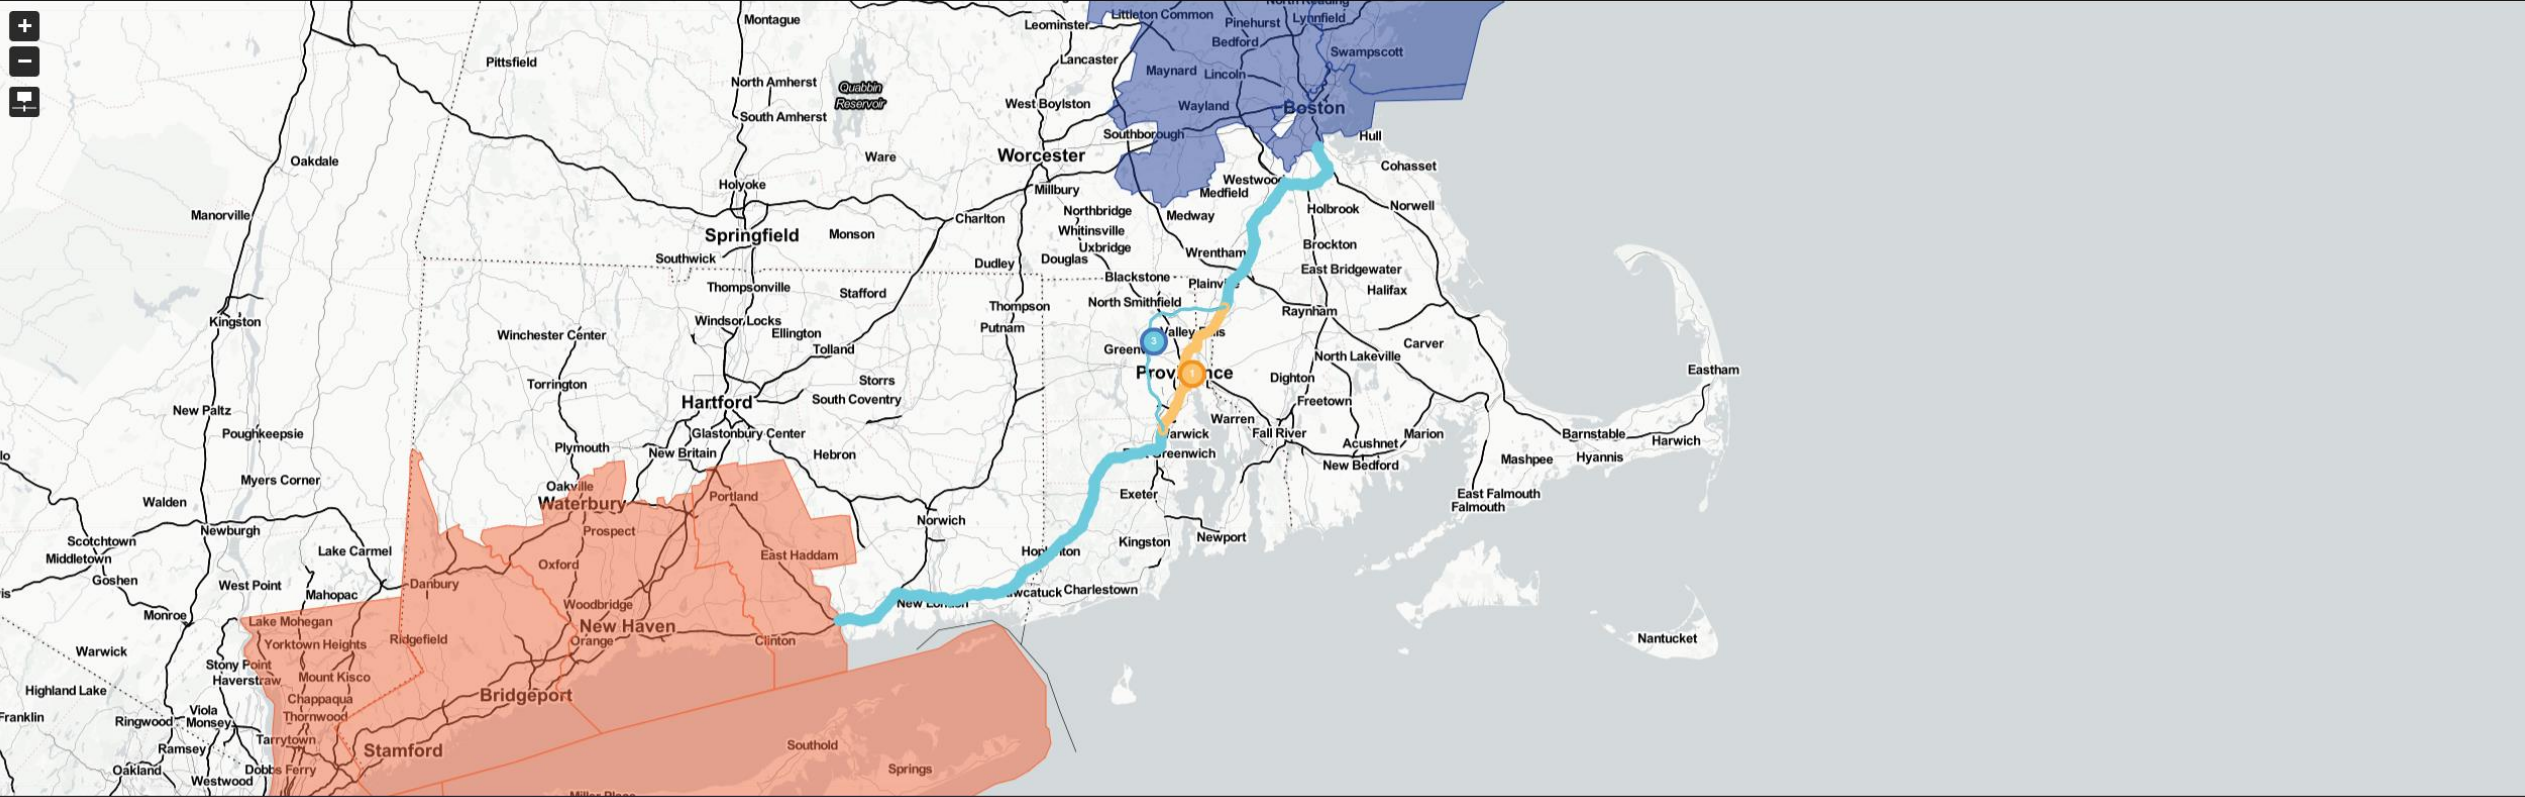 +
−
Montague
Leominster
Littleton Common
Pinehurst
Lynnfield
Bedford
Swampscott
Pittsfield
Lancaster
Maynard
Lincoln
North Amherst
Quabbin
Reservoir
West Boylston
Wayland
Boston
South Amherst
Southborough
Hull
Oakdale
Ware
Worcester
Cohasset
Holyoke
Millbury
Westwood
Medfield
Manorville
Charlton
Northbridge
Medway
Holbrook
Norwell
Springfield
Monson
Whitinsville
Uxbridge
Brockton
Southwick
Dudley
Douglas
Wrentham
East Bridgewater
Thompsonville
Stafford
Blackstone
Halifax
Thompson
North Smithfield
Raynham
Kingston
Windsor Locks
Winchester Center
Ellington
Putnam
Tolland
3
North Lakeville
Carver
Torrington
Storrs
1
Dighton
Eastham
Hartford
South Coventry
Freetown
New Paltz
Poughkeepsie
Glastonbury Center
Warren
Fall River
Acushnet
Marion
Barnstable
Harwich
Plymouth
New Britain
Hebron
New Bedford
Mashpee
Hyannis
Myers Corner
Oakville
Waterbury
Portland
Exeter
East Falmouth
Falmouth
Walden
Newburgh
Prospect
Norwich
Newport
Scotchtown
Middletown
Lake Carmel
Oxford
East Haddam
Kingston
Goshen
West Point
Mahopac
Danbury
Charlestown
Monroe
Lake Mohegan
Woodbridge
New Haven
Orange
Clinton
Nantucket
Warwick
Yorktown Heights
Ridgefield
Stony Point
Haverstraw
Mount Kisco
Highland Lake
Chappaqua
Bridgeport
Franklin
Ringwood
Viola
Monsey
Thornwood
Ramsey
Tarrytown
Stamford
Southold
Oakland
Westwood
Dobbs Ferry
Springs